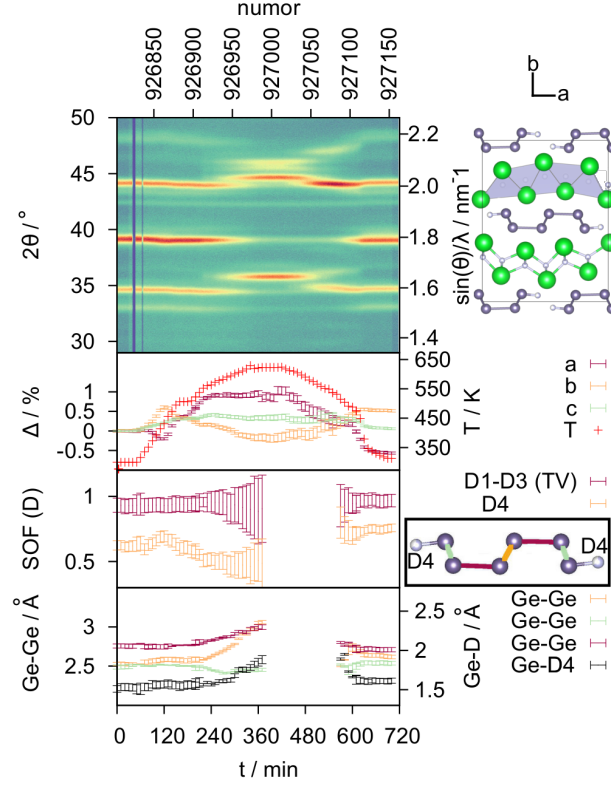 numor
926850
926900
926950
927000
927050
927100
927150
b
a
50
45
40
35
30
2θ / °
2.2
2.0
1.8
1.6
1.4
sin(θ)/λ / nm⁻¹
1
0.5
0
-0.5
Δ / %
650
550
450
350
T / K
a
b
c
T
1
0.5
SOF (D)
D1-D3 (TV)
D4
D4
D4
3
2.5
Ge-Ge / Å
2
1.5
Ge-D / Å
Ge-Ge
Ge-Ge
Ge-Ge
Ge-D4
0 120 240 360 480 600 720
t / min